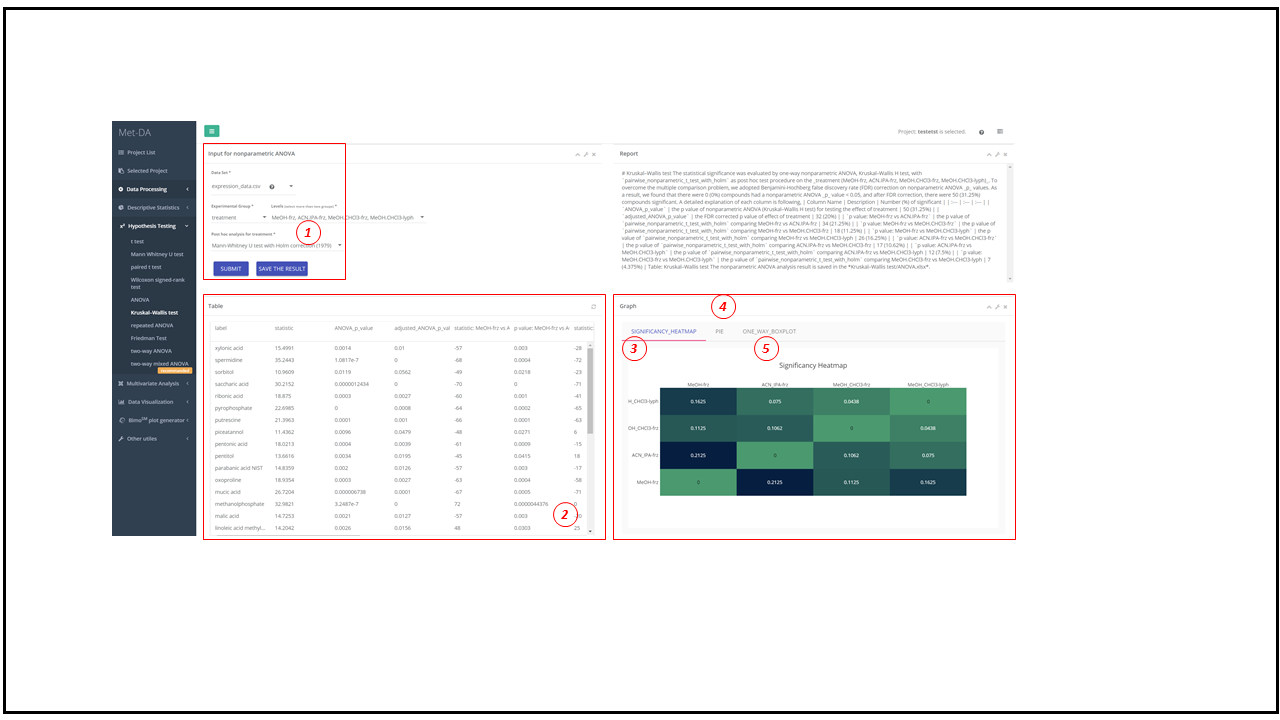 Met-DA
Project List
Selected Project
Data Processing
Descriptive Statistics
Hypothesis Testing
t test
Mann Whitney U test
paired t test
Wilcoxon signed-rank
test
ANOVA
Kruskal–Wallis test
repeated ANOVA
Friedman Test
two-way ANOVA
two-way mixed ANOVA
recommended
Multivariate Analysis
Data Visualization
BImoSM plot generator
Other utlies
Project, testetst is selected.
Input for nonparametric ANOVA
Data Set *
expression_data.csv
Experimental Group * Levels (select more than two groups) *
treatment MeOH-frz, ACN.IPA-frz, MeOH.CHCl3-frz, MeOH.CHCl3-lyph
1
Post hos analysis for treatment *
Mann-Whitney U test with Holm correction (1979)
SUBMIT SAVE THE RESULT
Report
# Kruskal–Wallis test The statistical significance was evaluated by one-way nonparametric ANOVA, Kruskal–Wallis H test, with
`pairwise_nonparametric_t_test_with_holm` as post hoc test procedure on the _treatment (MeOH-frz, ACN.IPA-frz, MeOH.CHCl3-frz, MeOH.CHCl3-lyph)_. To
overcome the multiple comparison problem, we adopted Benjamini-Hochberg false discovery rate (FDR) correction on nonparametric ANOVA _p_ values. As
a result, we found that there were 0 (0%) compounds had a nonparametric ANOVA _p_ value < 0.05, and after FDR correction, there were 50 (31.25%)
compounds significant. A detailed explanation of each column is following, | Column Name | Description | Number (%) of significant | | :--- | :--- | :--- | |
`ANOVA_p_value` | the p value of nonparametric ANOVA (Kruskal–Wallis H test) for testing the effect of treatment | 50 (31.25%) | |
`adjusted_ANOVA_p_value` | the FDR corrected p value of effect of treatment | 32 (20%) | | `p value: MeOH-frz vs ACN.IPA-frz` | the p value of
`pairwise_nonparametric_t_test_with_holm` comparing MeOH-frz vs ACN.IPA-frz | 34 (21.25%) | | `p value: MeOH-frz vs MeOH.CHCl3-frz` | the p value of
`pairwise_nonparametric_t_test_with_holm` comparing MeOH-frz vs MeOH.CHCl3-frz | 18 (11.25%) | | `p value: MeOH-frz vs MeOH.CHCl3-lyph` | the p
value of `pairwise_nonparametric_t_test_with_holm` comparing MeOH-frz vs MeOH.CHCl3-lyph | 26 (16.25%) | | `p value: ACN.IPA-frz vs MeOH.CHCl3-frz`
| the p value of `pairwise_nonparametric_t_test_with_holm` comparing ACN.IPA-frz vs MeOH.CHCl3-frz | 17 (10.62%) | | `p value: ACN.IPA-frz vs
MeOH.CHCl3-lyph` | the p value of `pairwise_nonparametric_t_test_with_holm` comparing ACN.IPA-frz vs MeOH.CHCl3-lyph | 12 (7.5%) | | `p value:
MeOH.CHCl3-frz vs MeOH.CHCl3-lyph` | the p value of `pairwise_nonparametric_t_test_with_holm` comparing MeOH.CHCl3-frz vs MeOH.CHCl3-lyph | 7
(4.375%) | Table: Kruskal–Wallis test The nonparametric ANOVA analysis result is saved in the *Kruskal–Wallis test/ANOVA.xlsx*.
Table
label statistic ANOVA_p_value adjusted_ANOVA_p_val statistic: MeOH-frz vs A p value: MeOH-frz vs A statistic:
xylonic acid 15.4991 0.0014 0.01 -57 0.003 -28
spermidine 35.2443 1.0817e-7 0 -68 0.0004 -72
sorbitol 10.9609 0.0119 0.0562 -49 0.0218 -23
saccharic acid 30.2152 0.0000012434 0 -70 0 -71
ribonic acid 18.875 0.0003 0.0027 -60 0.001 -41
pyrophosphate 22.6985 0 0.0008 -64 0.0002 -65
putrescine 21.3963 0.0001 0.001 -66 0.0001 -63
piceatannol 11.4362 0.0096 0.0479 -48 0.0271 6
pentonic acid 18.0213 0.0004 0.0039 -61 0.0009 -15
pentitol 13.6616 0.0034 0.0195 -45 0.0415 18
parabanic acid NIST 14.8359 0.002 0.0126 -57 0.003 -17
oxoproline 18.9354 0.0003 0.0027 -63 0.0004 -58
mucic acid 26.7204 0.000006738 0.0001 -67 0.0005 -71
methanolphosphate 32.9821 3.2487e-7 0 72 0.0000044376 0
malic acid 14.7253 0.0021 0.0127 -57 0.003
linoleic acid methyl... 14.2042 0.0026 0.0156 48 0.0303 25
2
Graph
4
SIGNIFICANCY_HEATMAP PIE ONE_WAY_BOXPLOT
3
5
Significancy Heatmap
MeOH-frz ACN_IPA-frz MeOH_CHCl3-frz MeOH_CHCl3-lyph
H_CHCl3-lyph 0.1625 0.075 0.0438 0
OH_CHCl3-frz 0.1125 0.1062 0 0.0438
ACN_IPA-frz 0.2125 0 0.1062 0.075
MeOH-frz 0 0.2125 0.1125 0.1625